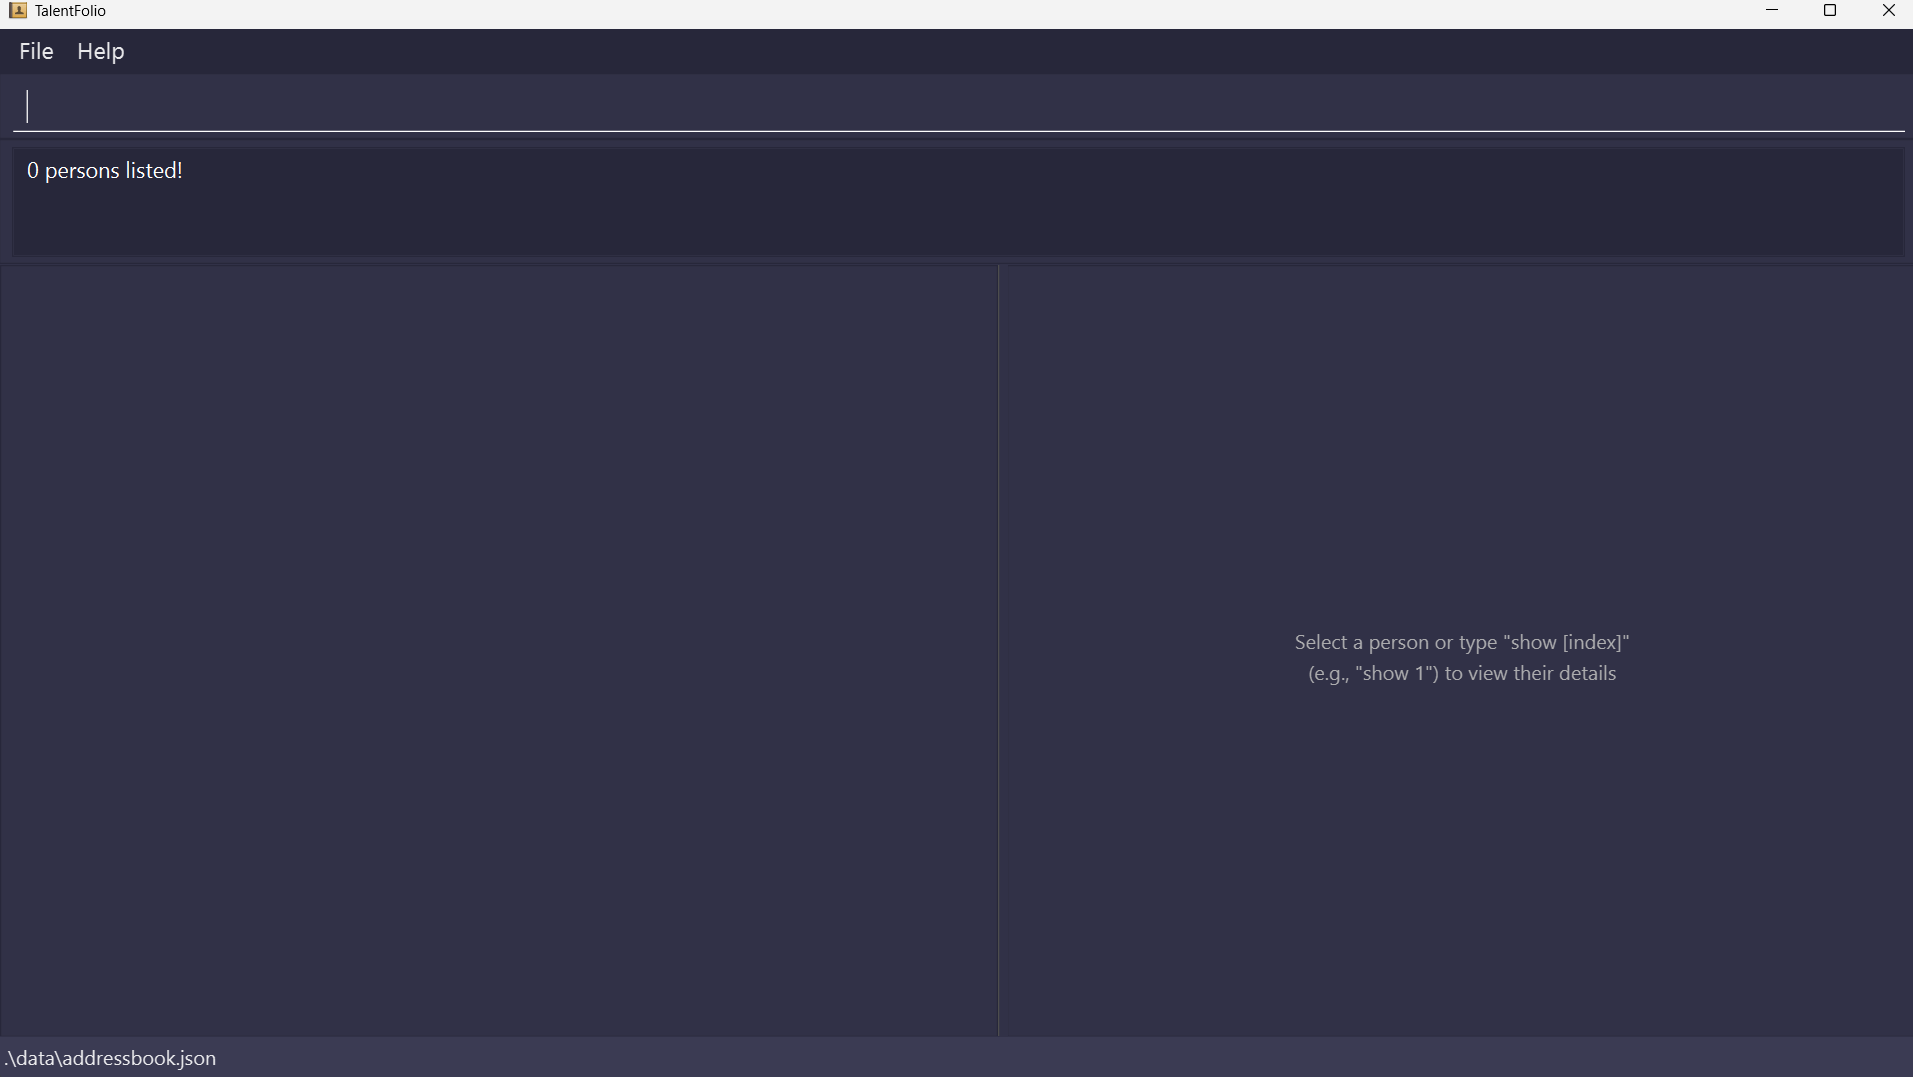 TalentFolio
File Help
0 persons listed!
Select a person or type "show [index]"
(e.g., "show 1") to view their details
.\data\addressbook.json